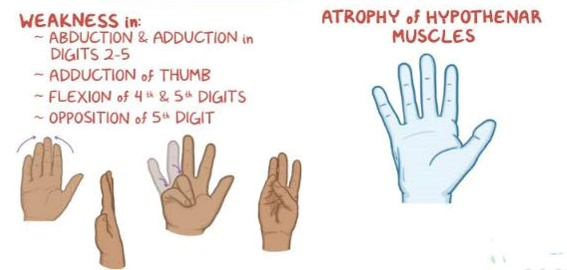 WEAKNESS in:
~ ABDUCTION & ADDUCTION in
DIGITS 2-5
~ ADDUCTION of THUMB
~ FLEXION of 4th & 5th DIGITS
~ OPPOSITION of 5th DIGIT
ATROPHY of HYPOTHENAR
MUSCLES